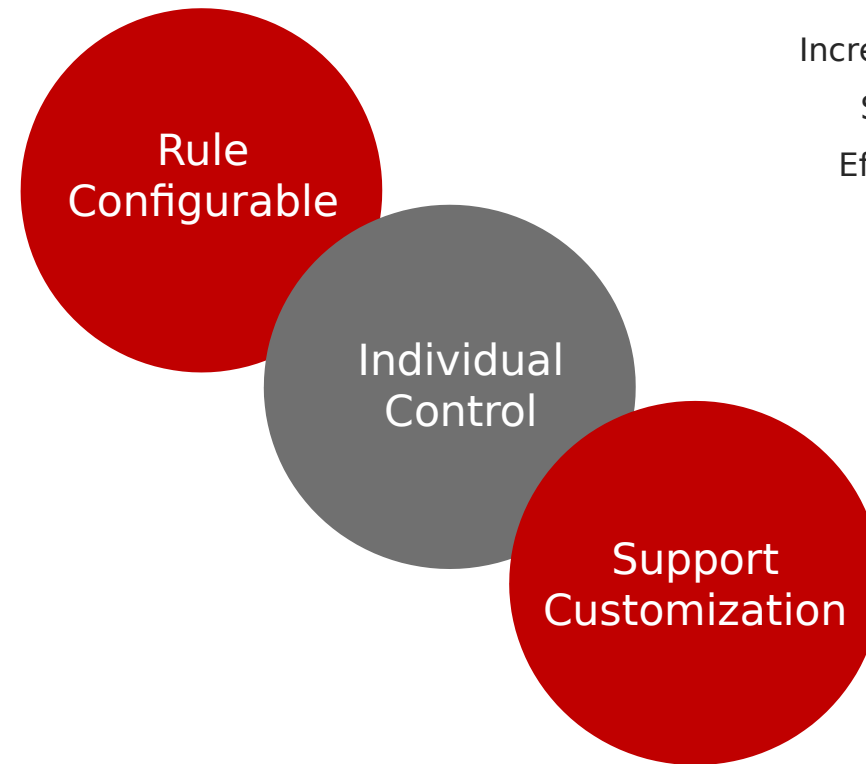 Rule
Configurable
Individual
Control
Support
Customization